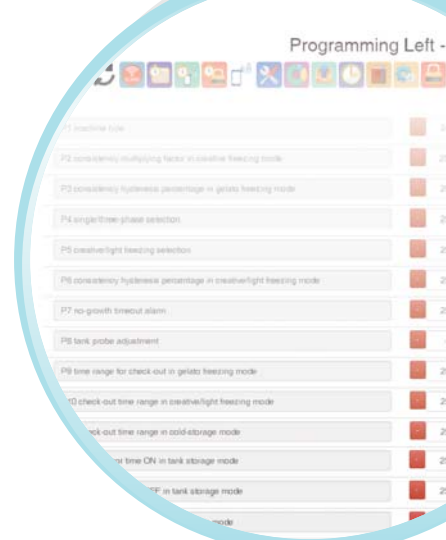 Programming Left -
P1 machine type
P2 consistency multiplying factor in creative freezing mode
P3 consistency hysteresis percentage in gelato freezing mode
P4 single/three-phase selection
P5 creative/light freezing selection
P6 consistency hysteresis percentage in creative/light freezing mode
P7 no-growth timeout alarm
P8 tank probe adjustment
P9 time range for check-out in gelato freezing mode
10 check-out time range in creative/light freezing mode
eck-out time range in cold-storage mode
time ON in tank storage mode
FF in tank storage mode
mode